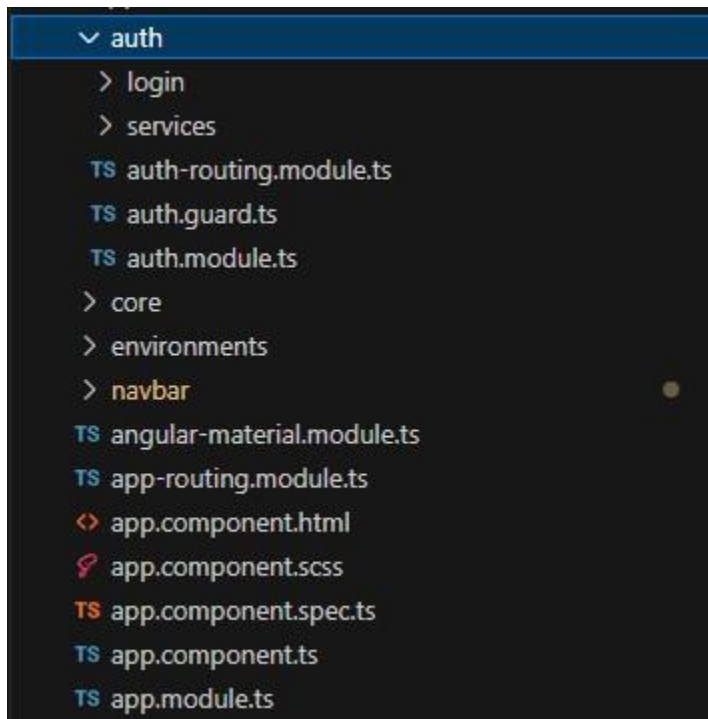 auth
login
services
TS auth-routing.module.ts
TS auth.guard.ts
TS auth.module.ts
core
environments
navbar
TS angular-material.module.ts
TS app-routing.module.ts
<> app.component.html
app.component.scss
TS app.component.spec.ts
TS app.component.ts
TS app.module.ts